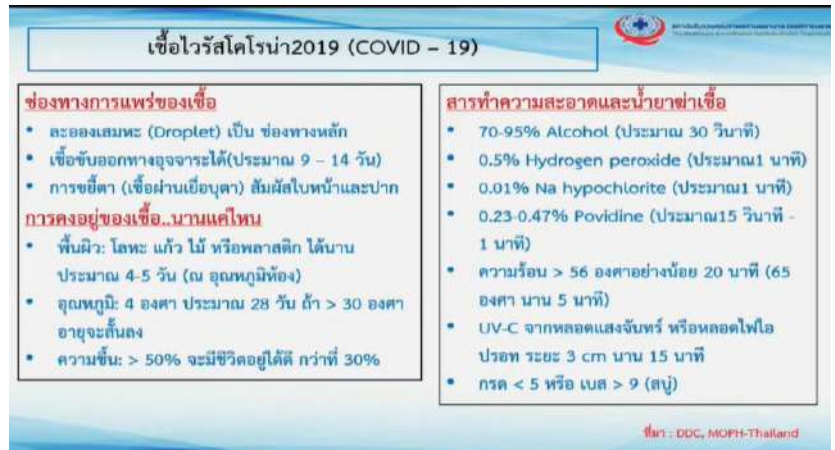 เชื้อไวรัสโคโรน่า2019 (COVID – 19)
ช่องทางการแพร่ของเชื้อ
• ละอองเสมหะ (Droplet) เป็น ช่องทางหลัก
• เชื้อขับออกทางอุจจาระได้(ประมาณ 9 – 14 วัน)
• การขยี้ตา (เชื้อผ่านเยื่อบุตา) สัมผัสใบหน้าและปาก
การคงอยู่ของเชื้อ..นานแค่ไหน
• พื้นผิว: โลหะ แก้ว ไม้ หรือพลาสติก ได้นาน
ประมาณ 4-5 วัน (ณ อุณหภูมิห้อง)
• อุณหภูมิ: 4 องศา ประมาณ 28 วัน ถ้า > 30 องศา
อายุจะสั้นลง
• ความชื้น: > 50% จะมีชีวิตอยู่ได้ดี กว่าที่ 30%
สารทำความสะอาดและน้ำยาฆ่าเชื้อ
• 70-95% Alcohol (ประมาณ 30 วินาที)
• 0.5% Hydrogen peroxide (ประมาณ1 นาที)
• 0.01% Na hypochlorite (ประมาณ1 นาที)
• 0.23-0.47% Povidine (ประมาณ15 วินาที -
1 นาที)
• ความร้อน > 56 องศาอย่างน้อย 20 นาที (65
องศา นาน 5 นาที)
• UV-C จากหลอดแสงจันทร์ หรือหลอดไฟไอ
ปรอท ระยะ 3 cm นาน 15 นาที
• กรด < 5 หรือ เบส > 9 (สบู่)
ที่มา : DDC, MOPH-Thailand